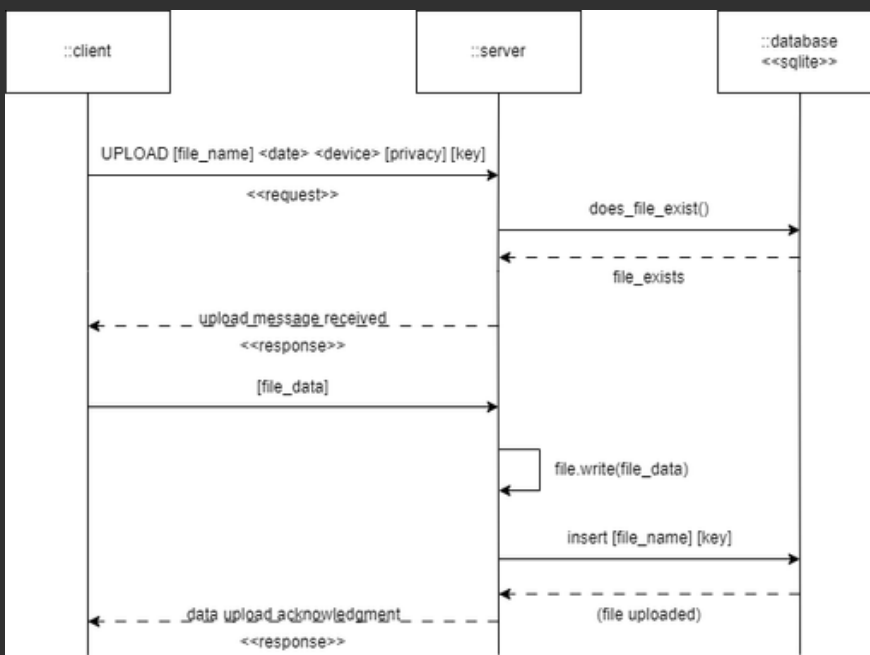 ::client
::server
::database
<<sqlite>>
UPLOAD [file_name] <date> <device> [privacy] [key]
<<request>>
does_file_exist()
file_exists
upload message received
<<response>>
[file_data]
file.write(file_data)
insert [file_name] [key]
(file uploaded)
data upload acknowledgment
<<response>>